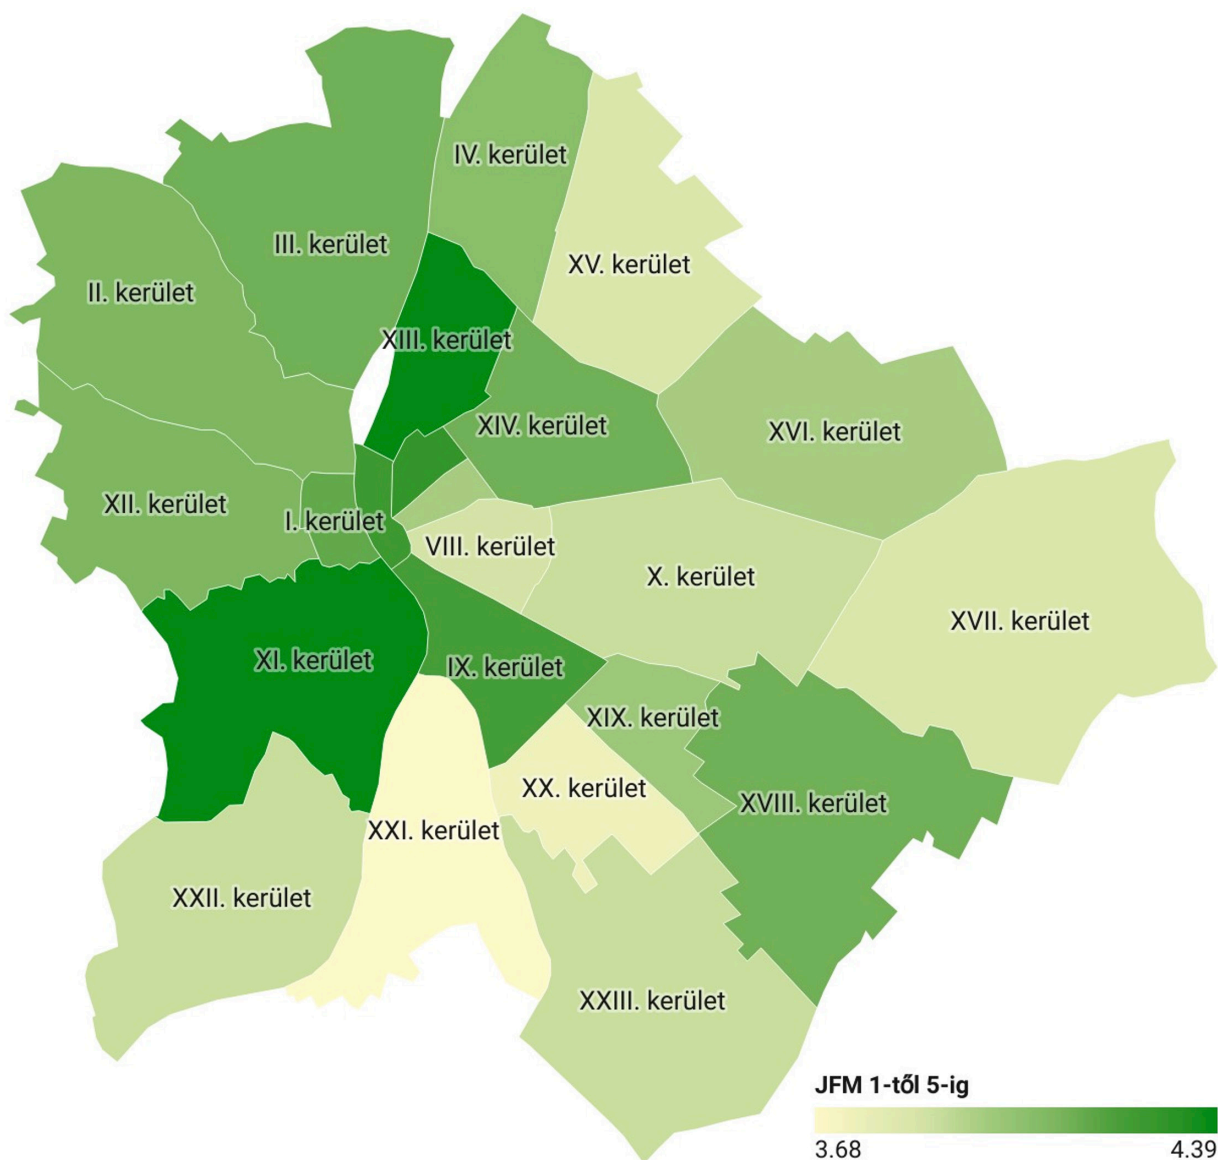 IV. kerület
III. kerület
XV. kerület
II. kerület
XIII. kerület
XIV. kerület
XVI. kerület
XII. kerület
I. kerület
VIII. kerület
X. kerület
XVII. kerület
XI. kerület
IX. kerület
XIX. kerület
XX. kerület
XVIII. kerület
XXI. kerület
XXII. kerület
XXIII. kerület
JFM 1-től 5-ig
3.68 4.39